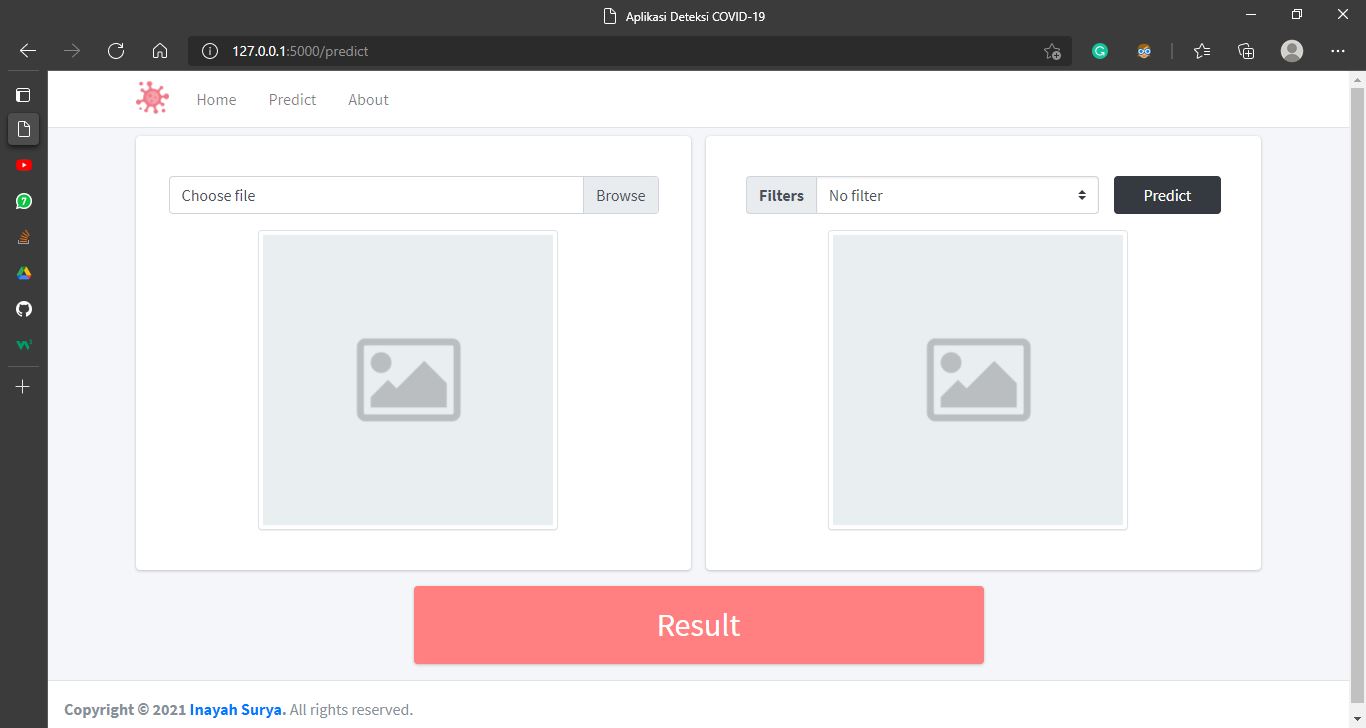 Aplikasi Deteksi COVID-19
127.0.0.1:5000/predict
7
Home Predict About
Choose file Browse
Filters No filter Predict
Result
Copyright © 2021 Inayah Surya. All rights reserved.